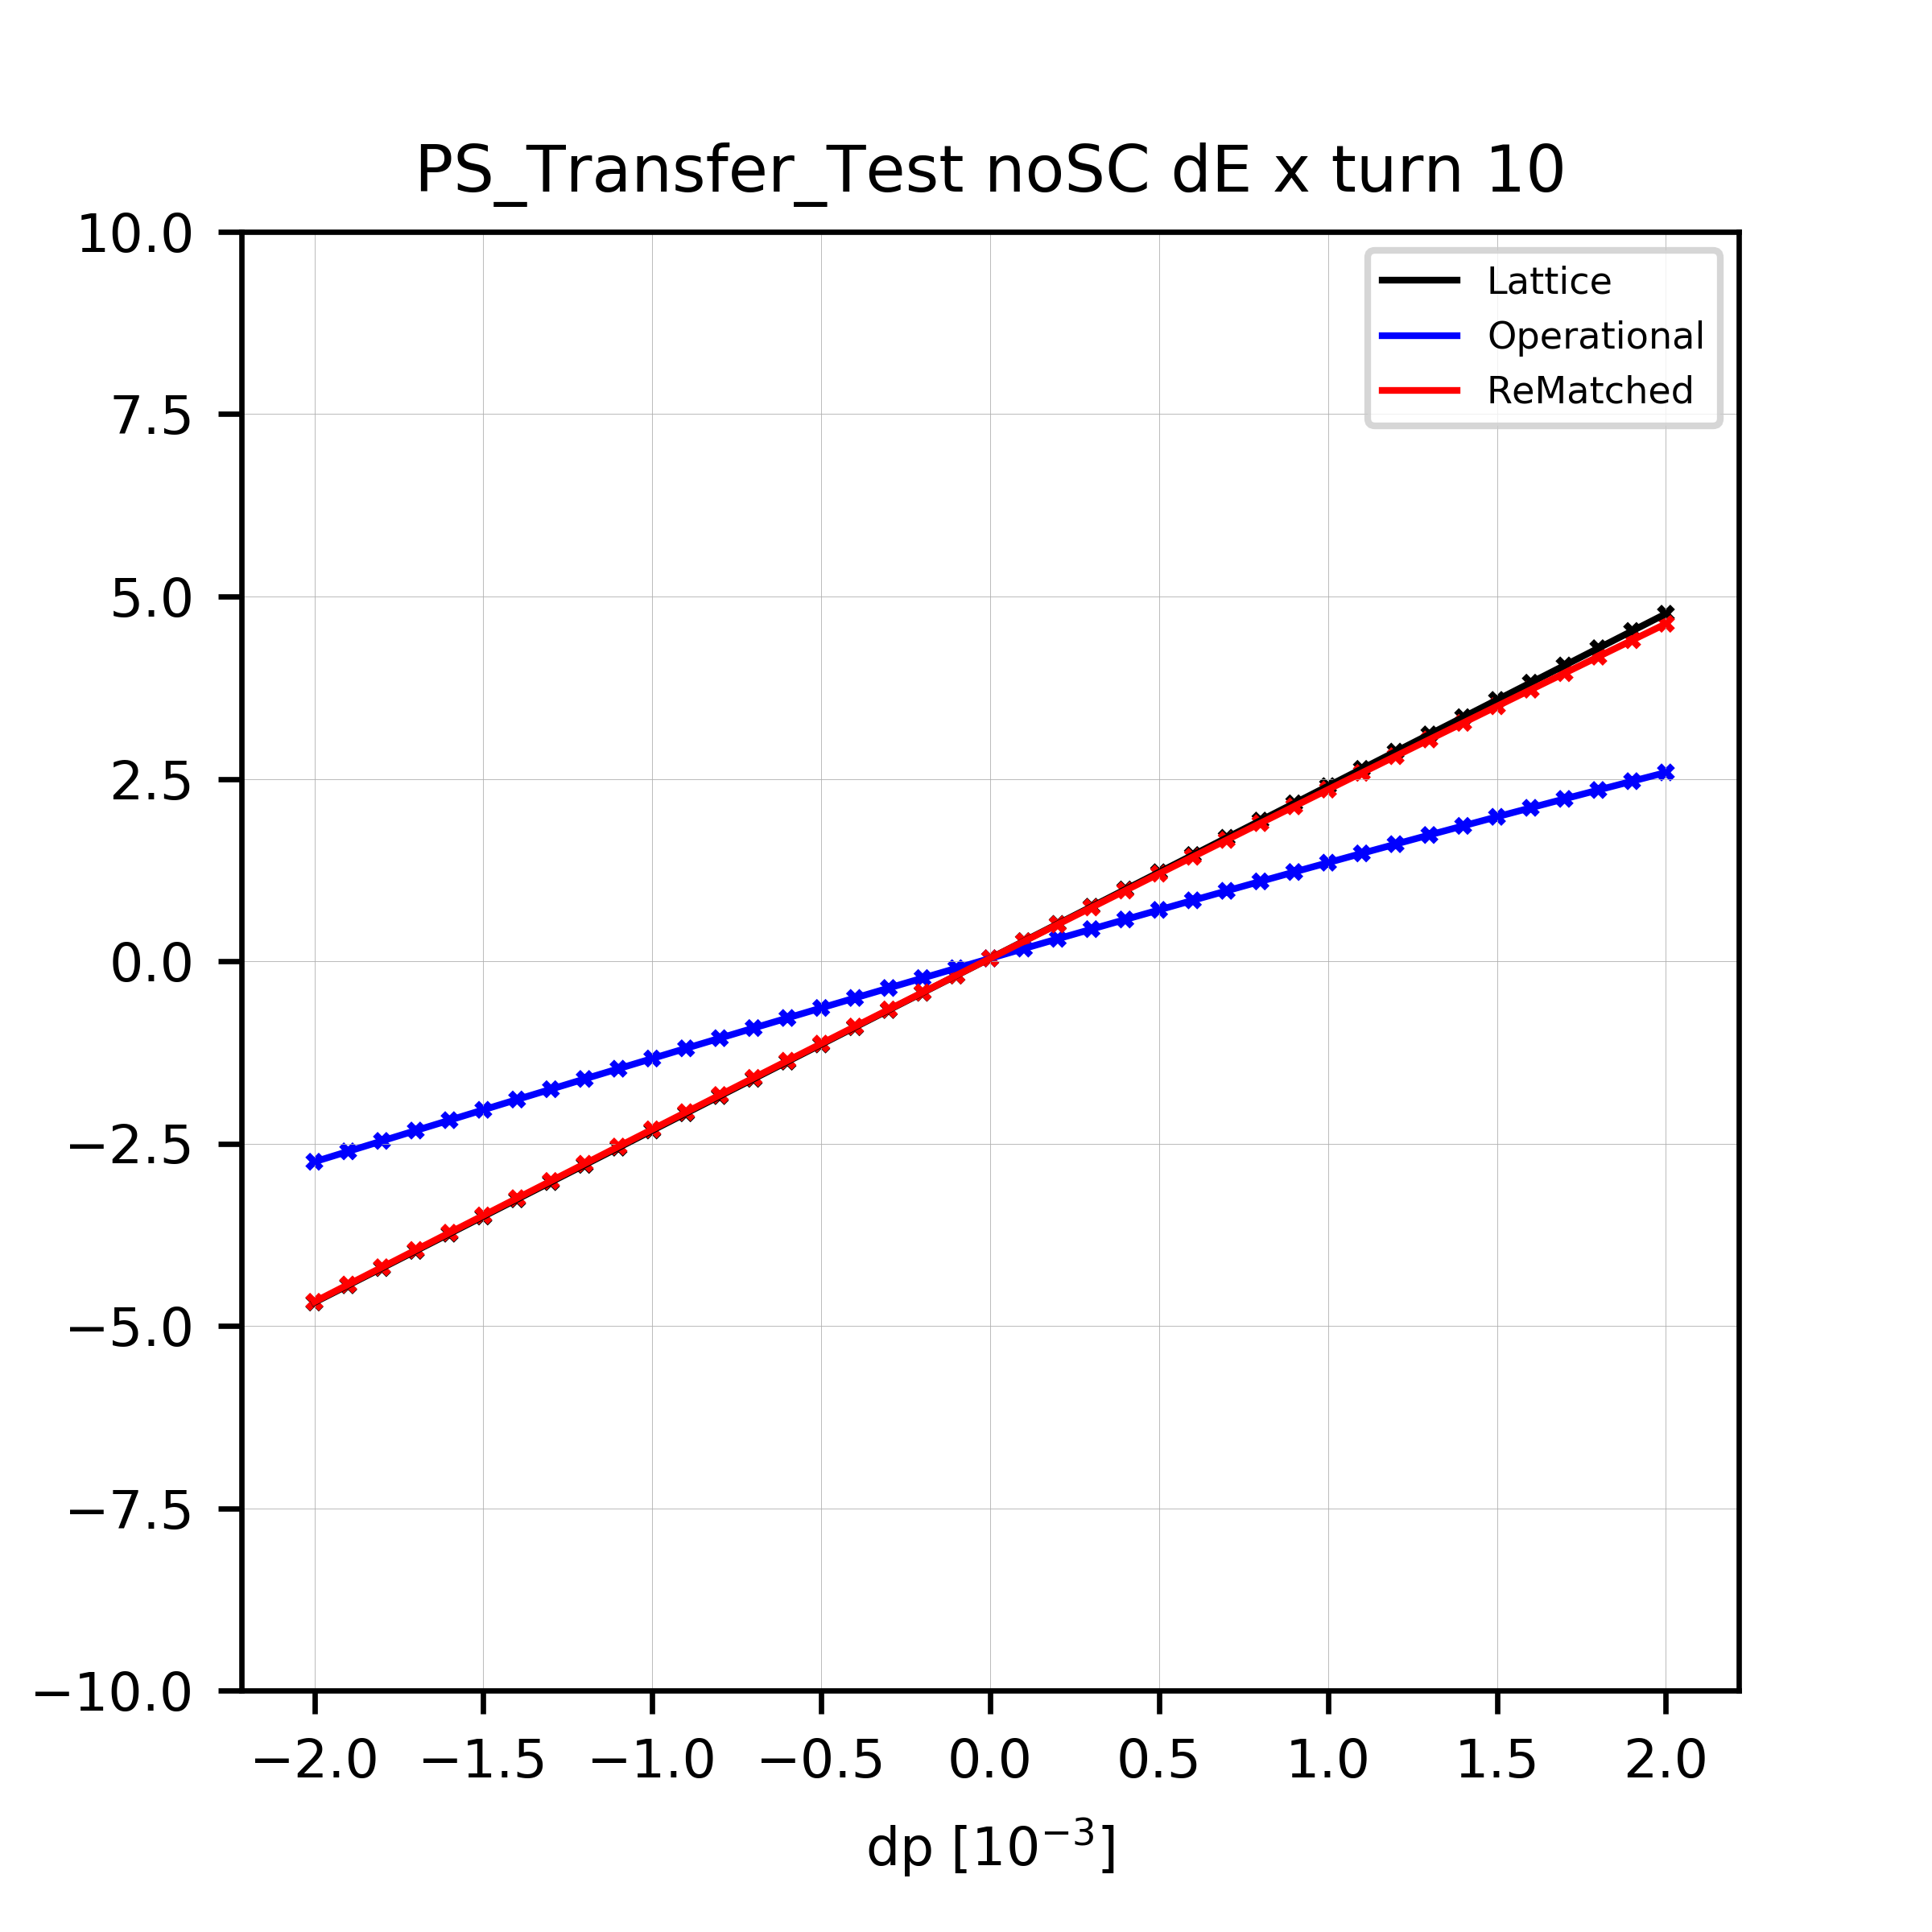 PS_Transfer_Test noSC dE x turn 10
10.0
7.5
5.0
2.5
0.0
−2.5
−5.0
−7.5
−10.0
Lattice
Operational
ReMatched
−2.0 −1.5 −1.0 −0.5 0.0 0.5 1.0 1.5 2.0
dp [10⁻³]